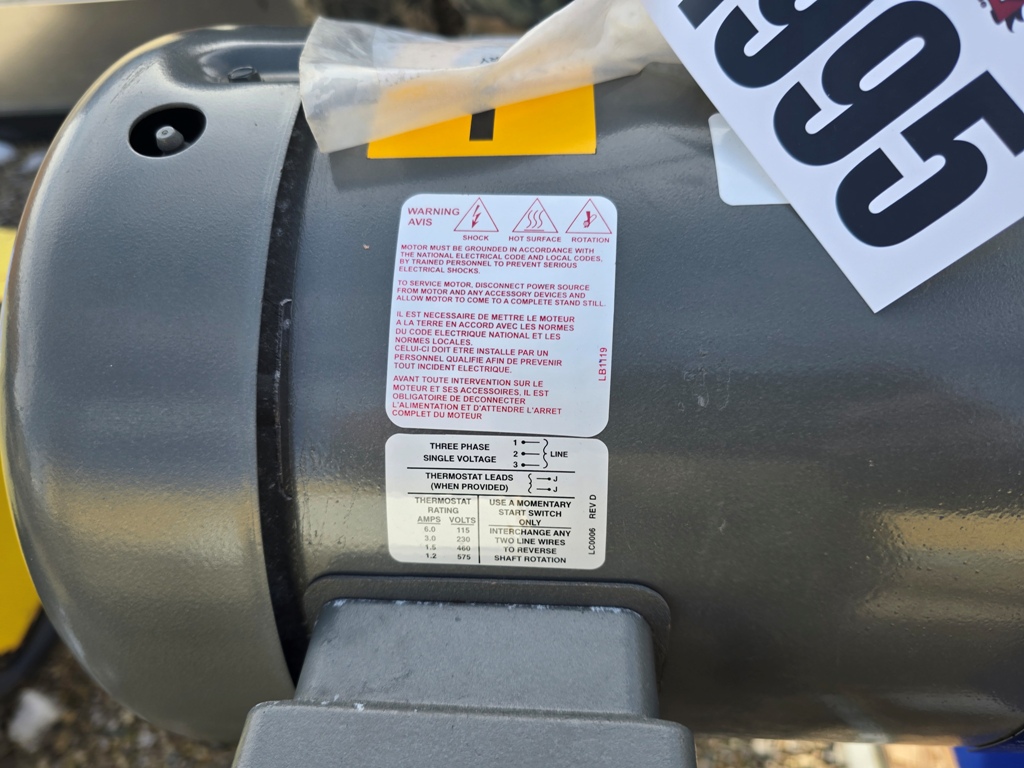 995
WARNING
AVIS
SHOCK HOT SURFACE ROTATION
MOTOR MUST BE GROUNDED IN ACCORDANCE WITH
THE NATIONAL ELECTRICAL CODE AND LOCAL CODES,
BY TRAINED PERSONNEL TO PREVENT SERIOUS
ELECTRICAL SHOCKS.
TO SERVICE MOTOR, DISCONNECT POWER SOURCE
FROM MOTOR AND ANY ACCESSORY DEVICES AND
ALLOW MOTOR TO COME TO A COMPLETE STAND STILL.
IL EST NECESSAIRE DE METTRE LE MOTEUR
A LA TERRE EN ACCORD AVEC LES NORMES
DU CODE ELECTRIQUE NATIONAL ET LES
NORMES LOCALES.
CELUI-CI DOIT ETRE INSTALLE PAR UN
PERSONNEL QUALIFIE AFIN DE PREVENIR
TOUT INCIDENT ELECTRIQUE.
AVANT TOUTE INTERVENTION SUR LE
MOTEUR ET SES ACCESSOIRES, IL EST
OBLIGATOIRE DE DECONNECTER
L'ALIMENTATION ET D'ATTENDRE L'ARRET
COMPLET DU MOTEUR
LB1119
THREE PHASE
SINGLE VOLTAGE
1
2 LINE
3
THERMOSTAT LEADS J
(WHEN PROVIDED) J
THERMOSTAT
RATING
AMPS VOLTS
6.0 115
3.0 230
1.5 460
1.2 575
USE A MOMENTARY
START SWITCH
ONLY
INTERCHANGE ANY
TWO LINE WIRES
TO REVERSE
SHAFT ROTATION
LC0006 REV D